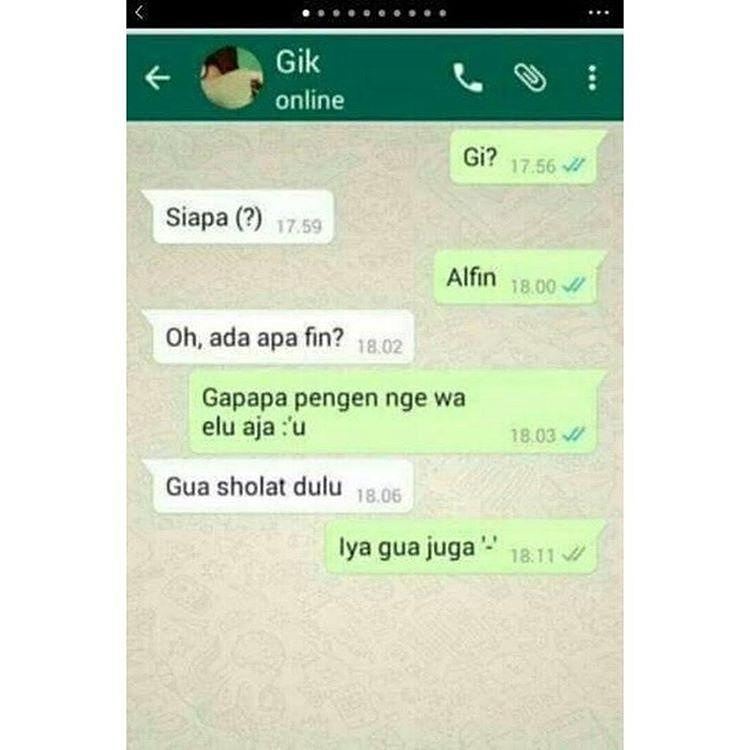 Gik
online
Gi? 17.56
Siapa (?) 17.59
Alfin 18.00
Oh, ada apa fin? 18.02
Gapapa pengen nge wa
elu aja :'u 18.03
Gua sholat dulu 18.06
Iya gua juga '-' 18.11